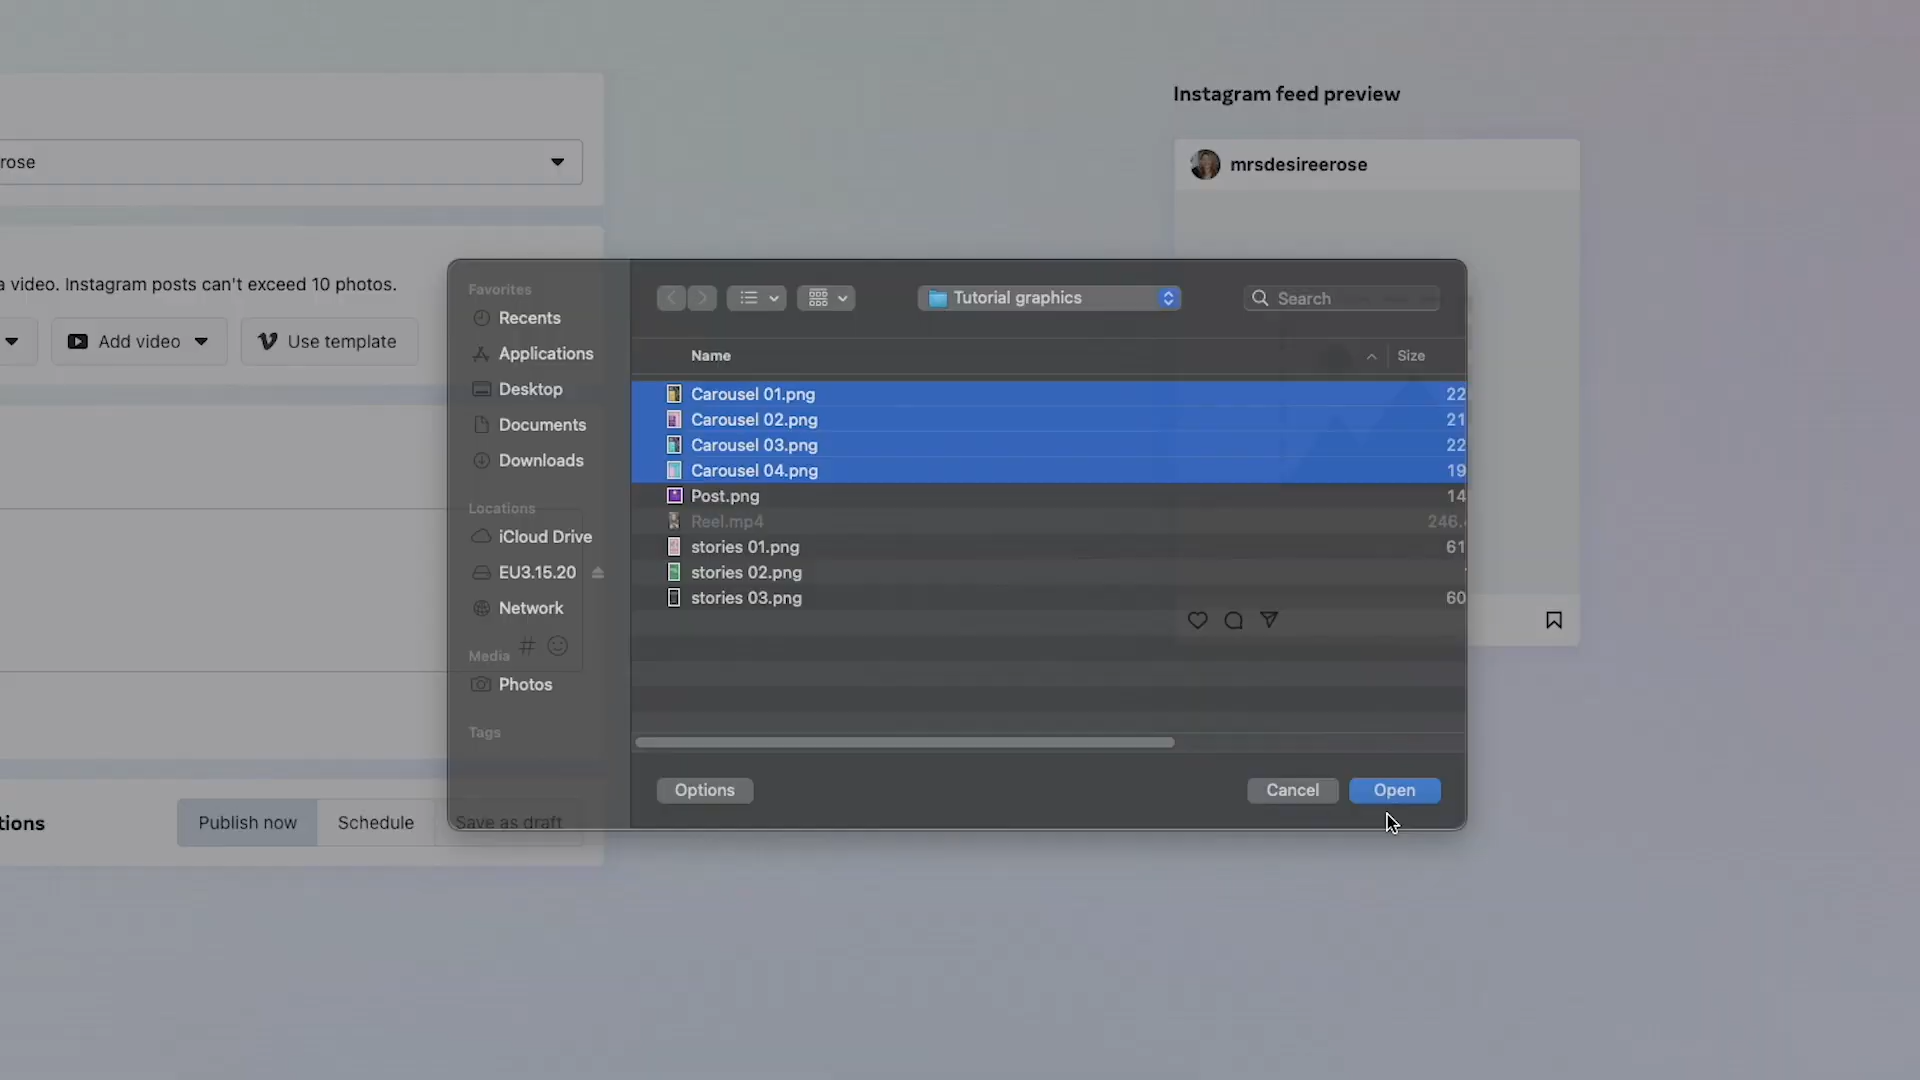 Instagram feed preview
rose
mrsdesireerose
a video. Instagram posts can't exceed 10 photos.
Add video
Use template
Favorites
Recents
Applications
Desktop
Documents
Downloads
Locations
iCloud Drive
EU3.15.20
Network
Media
#
Photos
Tags
Tutorial graphics
Search
Name
Size
Carousel 01.png
22
Carousel 02.png
21
Carousel 03.png
22
Carousel 04.png
19
Post.png
14
Reel.mp4
246.
stories 01.png
61
stories 02.png
stories 03.png
60
Options
Cancel
Open
tions
Publish now
Schedule
Save as draft